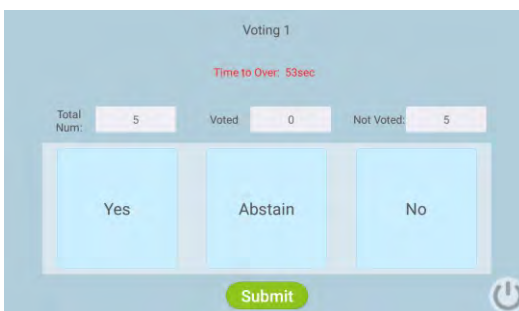 Voting 1
Time to Over: 53sec
Total Num: 5 Voted 0 Not Voted: 5
Yes Abstain No
Submit